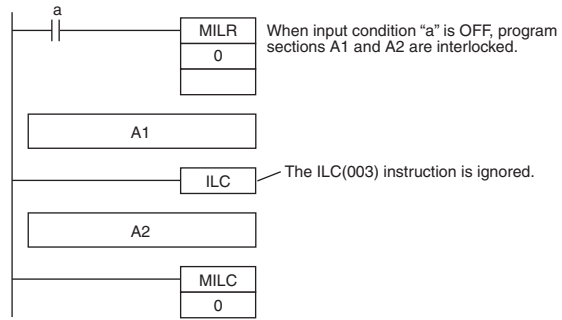 a
MILR
0
When input condition “a” is OFF, program
sections A1 and A2 are interlocked.
A1
ILC
The ILC(003) instruction is ignored.
A2
MILC
0